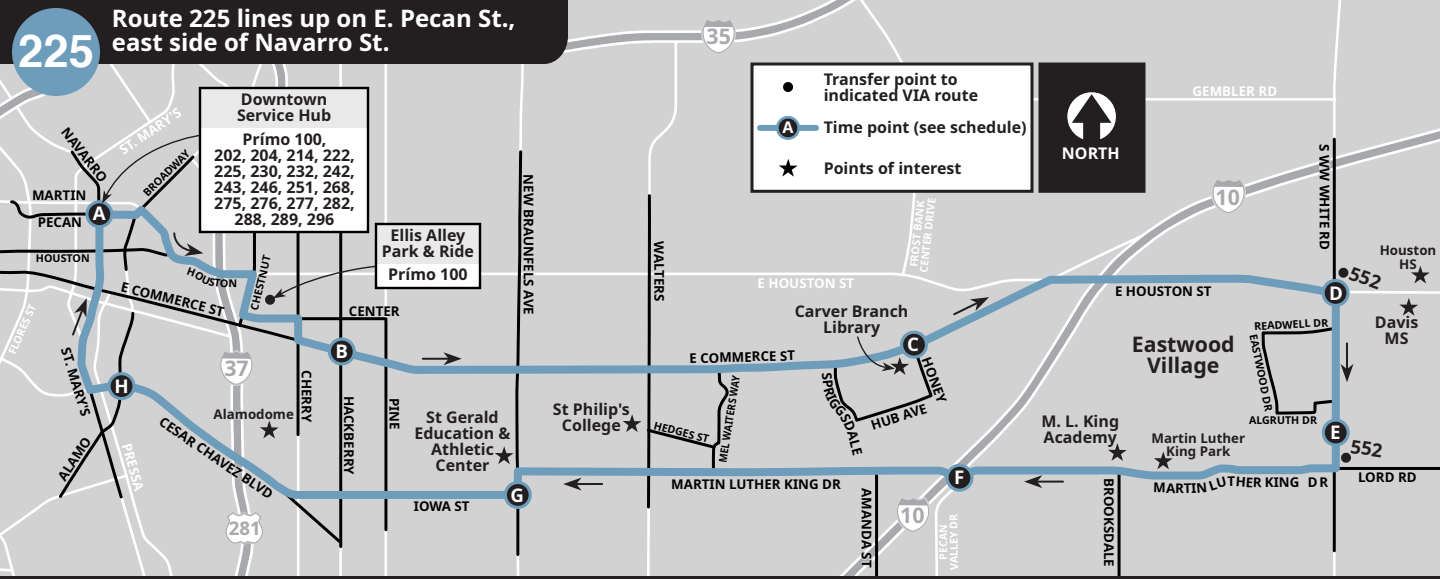 225
Route 225 lines up on E. Pecan St.,
east side of Navarro St.
35
Transfer point to
indicated VIA route
A
Time point (see schedule)
Points of interest
NORTH
GEMBLER RD
ST. MARY'S
NAVARRO
BROADWAY
Downtown
Service Hub
Prímo 100,
202, 204, 214, 222,
225, 230, 232, 242,
243, 246, 251, 268,
275, 276, 277, 282,
288, 289, 296
MARTIN
A
PECAN
HOUSTON
HOUSTON
CHESTNUT
Ellis Alley
Park & Ride
Prímo 100
NEW BRAUNFELS AVE
WALTERS
FROST BANK
CENTER DRIVE
10
S WW WHITE RD
Houston
HS
552
D
E HOUSTON ST
E HOUSTON ST
Davis
MS
E COMMERCE ST
CENTER
FLORES ST
B
Carver Branch
Library
C
E COMMERCE ST
READWELL DR
EASTWOOD DR
ALGRUTH DR
Eastwood
Village
ST. MARY'S
H
37
CHERRY
HACKBERRY
PINE
Alamodome
St Gerald
Education &
Athletic
Center
St Philip's
College
HEDGES ST
MEL WAITERS WAY
SPRIGGSDALE
HUB AVE
HONEY
M. L. King
Academy
Martin Luther
King Park
E
552
LORD RD
ALAMO
PRESSA
CESAR CHAVEZ BLVD
281
IOWA ST
G
MARTIN LUTHER KING DR
F
MARTIN LUTHER KING DR
AMANDA ST
10
PECAN
VALLEY DR
BROOKSDALE